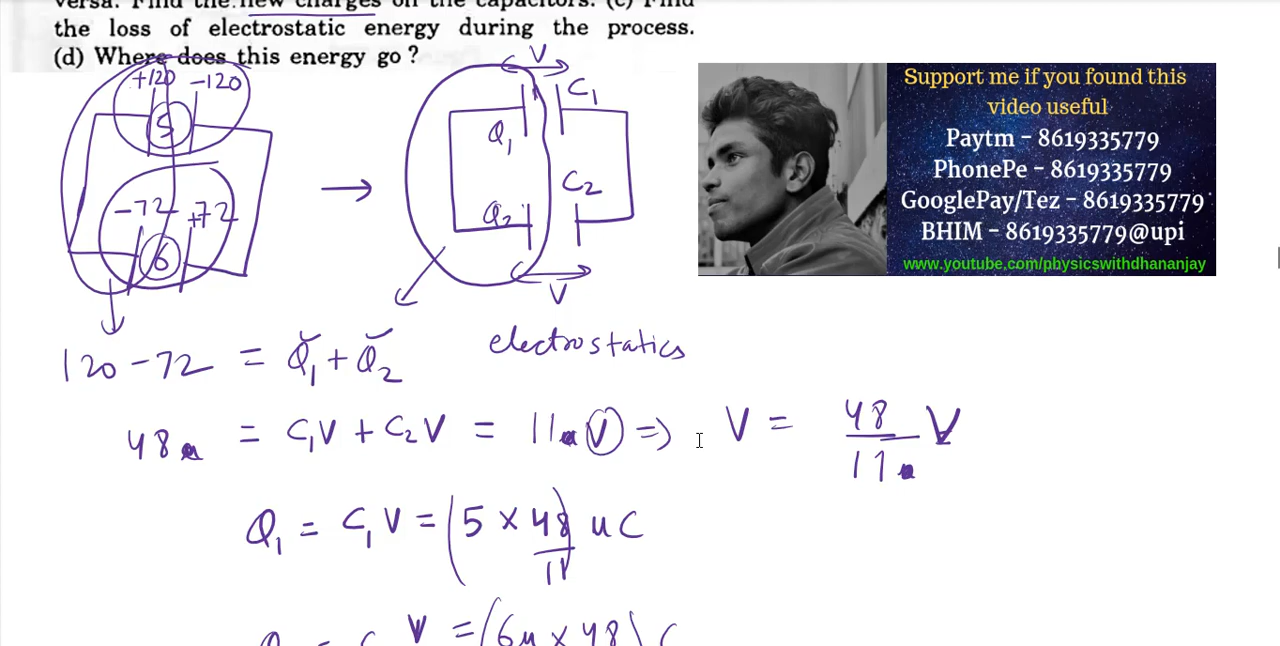 versa. Find the new charges on the capacitors. (c) Find
the loss of electrostatic energy during the process.
(d) Where does this energy go ?
+120 -120
5
-72 +72
6
V
C1
Q1
C2
Q2
V
Support me if you found this
video useful
Paytm - 8619335779
PhonePe - 8619335779
GooglePay/Tez - 8619335779
BHIM - 8619335779@upi
www.youtube.com/physicswithdhananjay
120-72 = Q1 + Q2
electrostatics
48 = C1V + C2V = 11 V => V = 48/11 V
Q1 = C1V = (5 × 48/11) uC
V = (6u × 48) C